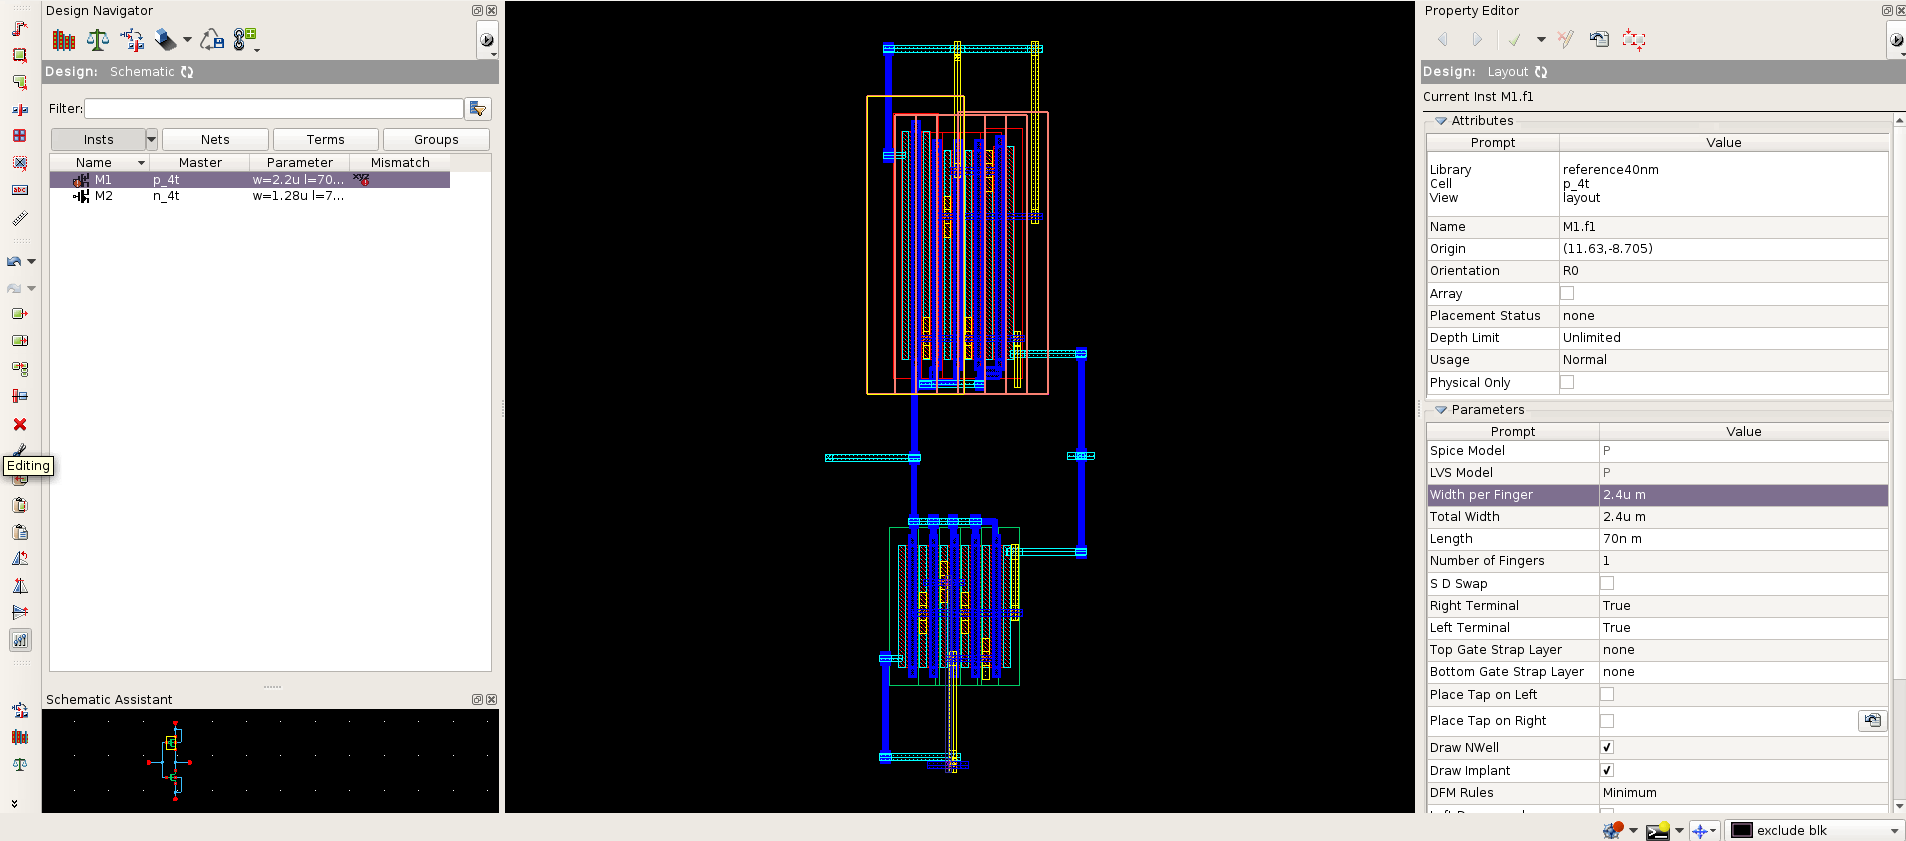 Design Navigator
Design: Schematic
Filter:
Insts Nets Terms Groups
Name Master Parameter Mismatch
M1 p_4t w=2.2u l=70... xyz
M2 n_4t w=1.28u l=7...
abc
Editing
Schematic Assistant
Property Editor
Design: Layout
Current Inst M1.f1
Attributes
Prompt Value
Library reference40nm
Cell p_4t
View layout
Name M1.f1
Origin (11.63,-8.705)
Orientation R0
Array
Placement Status none
Depth Limit Unlimited
Usage Normal
Physical Only
Parameters
Prompt Value
Spice Model P
LVS Model P
Width per Finger 2.4u m
Total Width 2.4u m
Length 70n m
Number of Fingers 1
S D Swap
Right Terminal True
Left Terminal True
Top Gate Strap Layer none
Bottom Gate Strap Layer none
Place Tap on Left
Place Tap on Right
Draw NWell
Draw Implant
DFM Rules Minimum
exclude blk